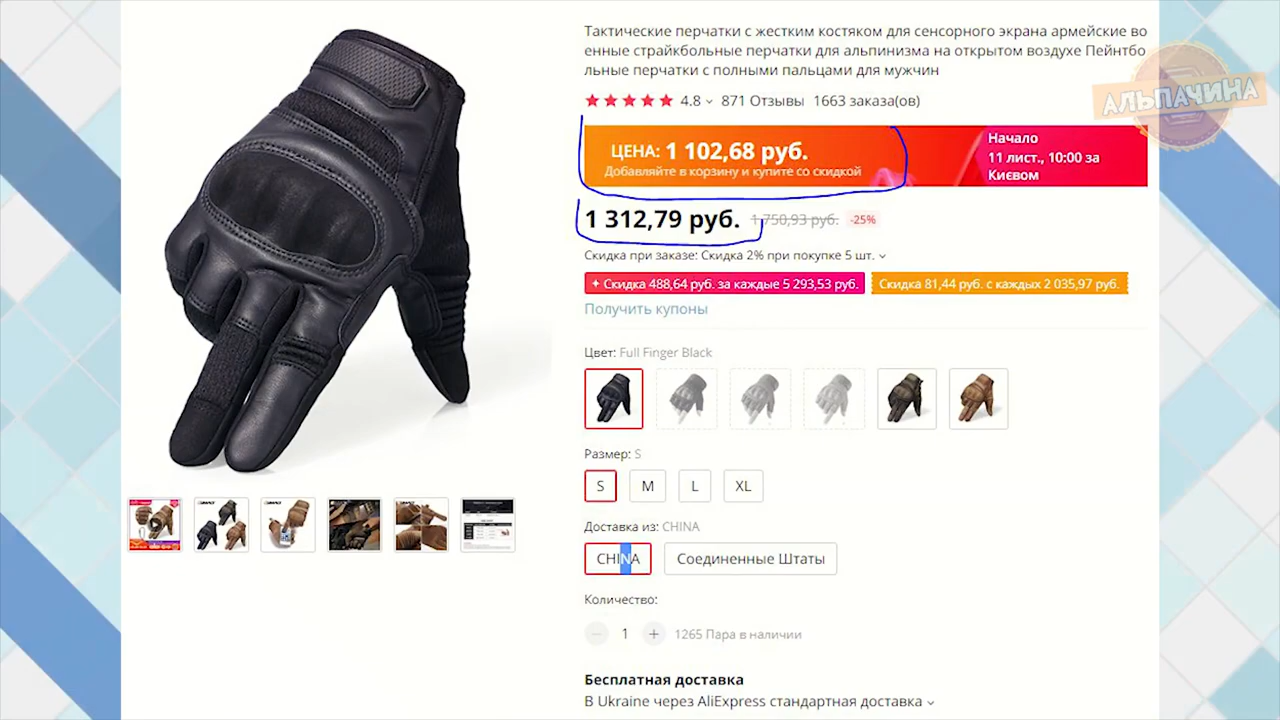 Тактические перчатки с жестким костяком для сенсорного экрана армейские во
енные страйкбольные перчатки для альпинизма на открытом воздухе Пейнтбо
льные перчатки с полными пальцами для мужчин
АЛЬПАЧИНА
4.8 871 Отзывы 1663 заказа(ов)
ЦЕНА: 1 102,68 руб.
Добавляйте в корзину и купите со скидкой
Начало
11 лист., 10:00 за
Києвом
1 312,79 руб. 1 750,93 руб. -25%
Скидка при заказе: Скидка 2% при покупке 5 шт.
+ Скидка 488,64 руб. за каждые 5 293,53 руб. Скидка 81,44 руб. с каждых 2 035,97 руб.
Получить купоны
Цвет: Full Finger Black
Размер: S
S M L XL
Доставка из: CHINA
CHINA Соединенные Штаты
Количество:
− 1 + 1265 Пара в наличии
Бесплатная доставка
В Ukraine через AliExpress стандартная доставка